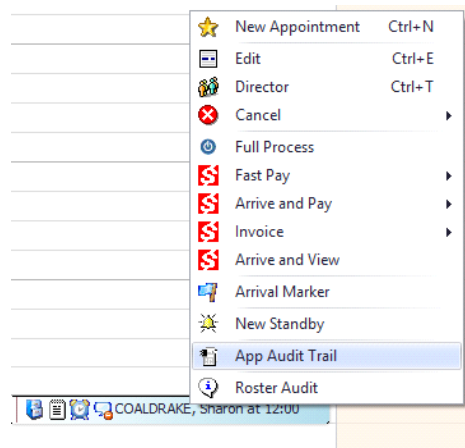 New Appointment Ctrl+N
Edit Ctrl+E
Director Ctrl+T
Cancel
Full Process
Fast Pay
Arrive and Pay
Invoice
Arrive and View
Arrival Marker
New Standby
App Audit Trail
Roster Audit
COALDRAKE, Sharon at 12:00